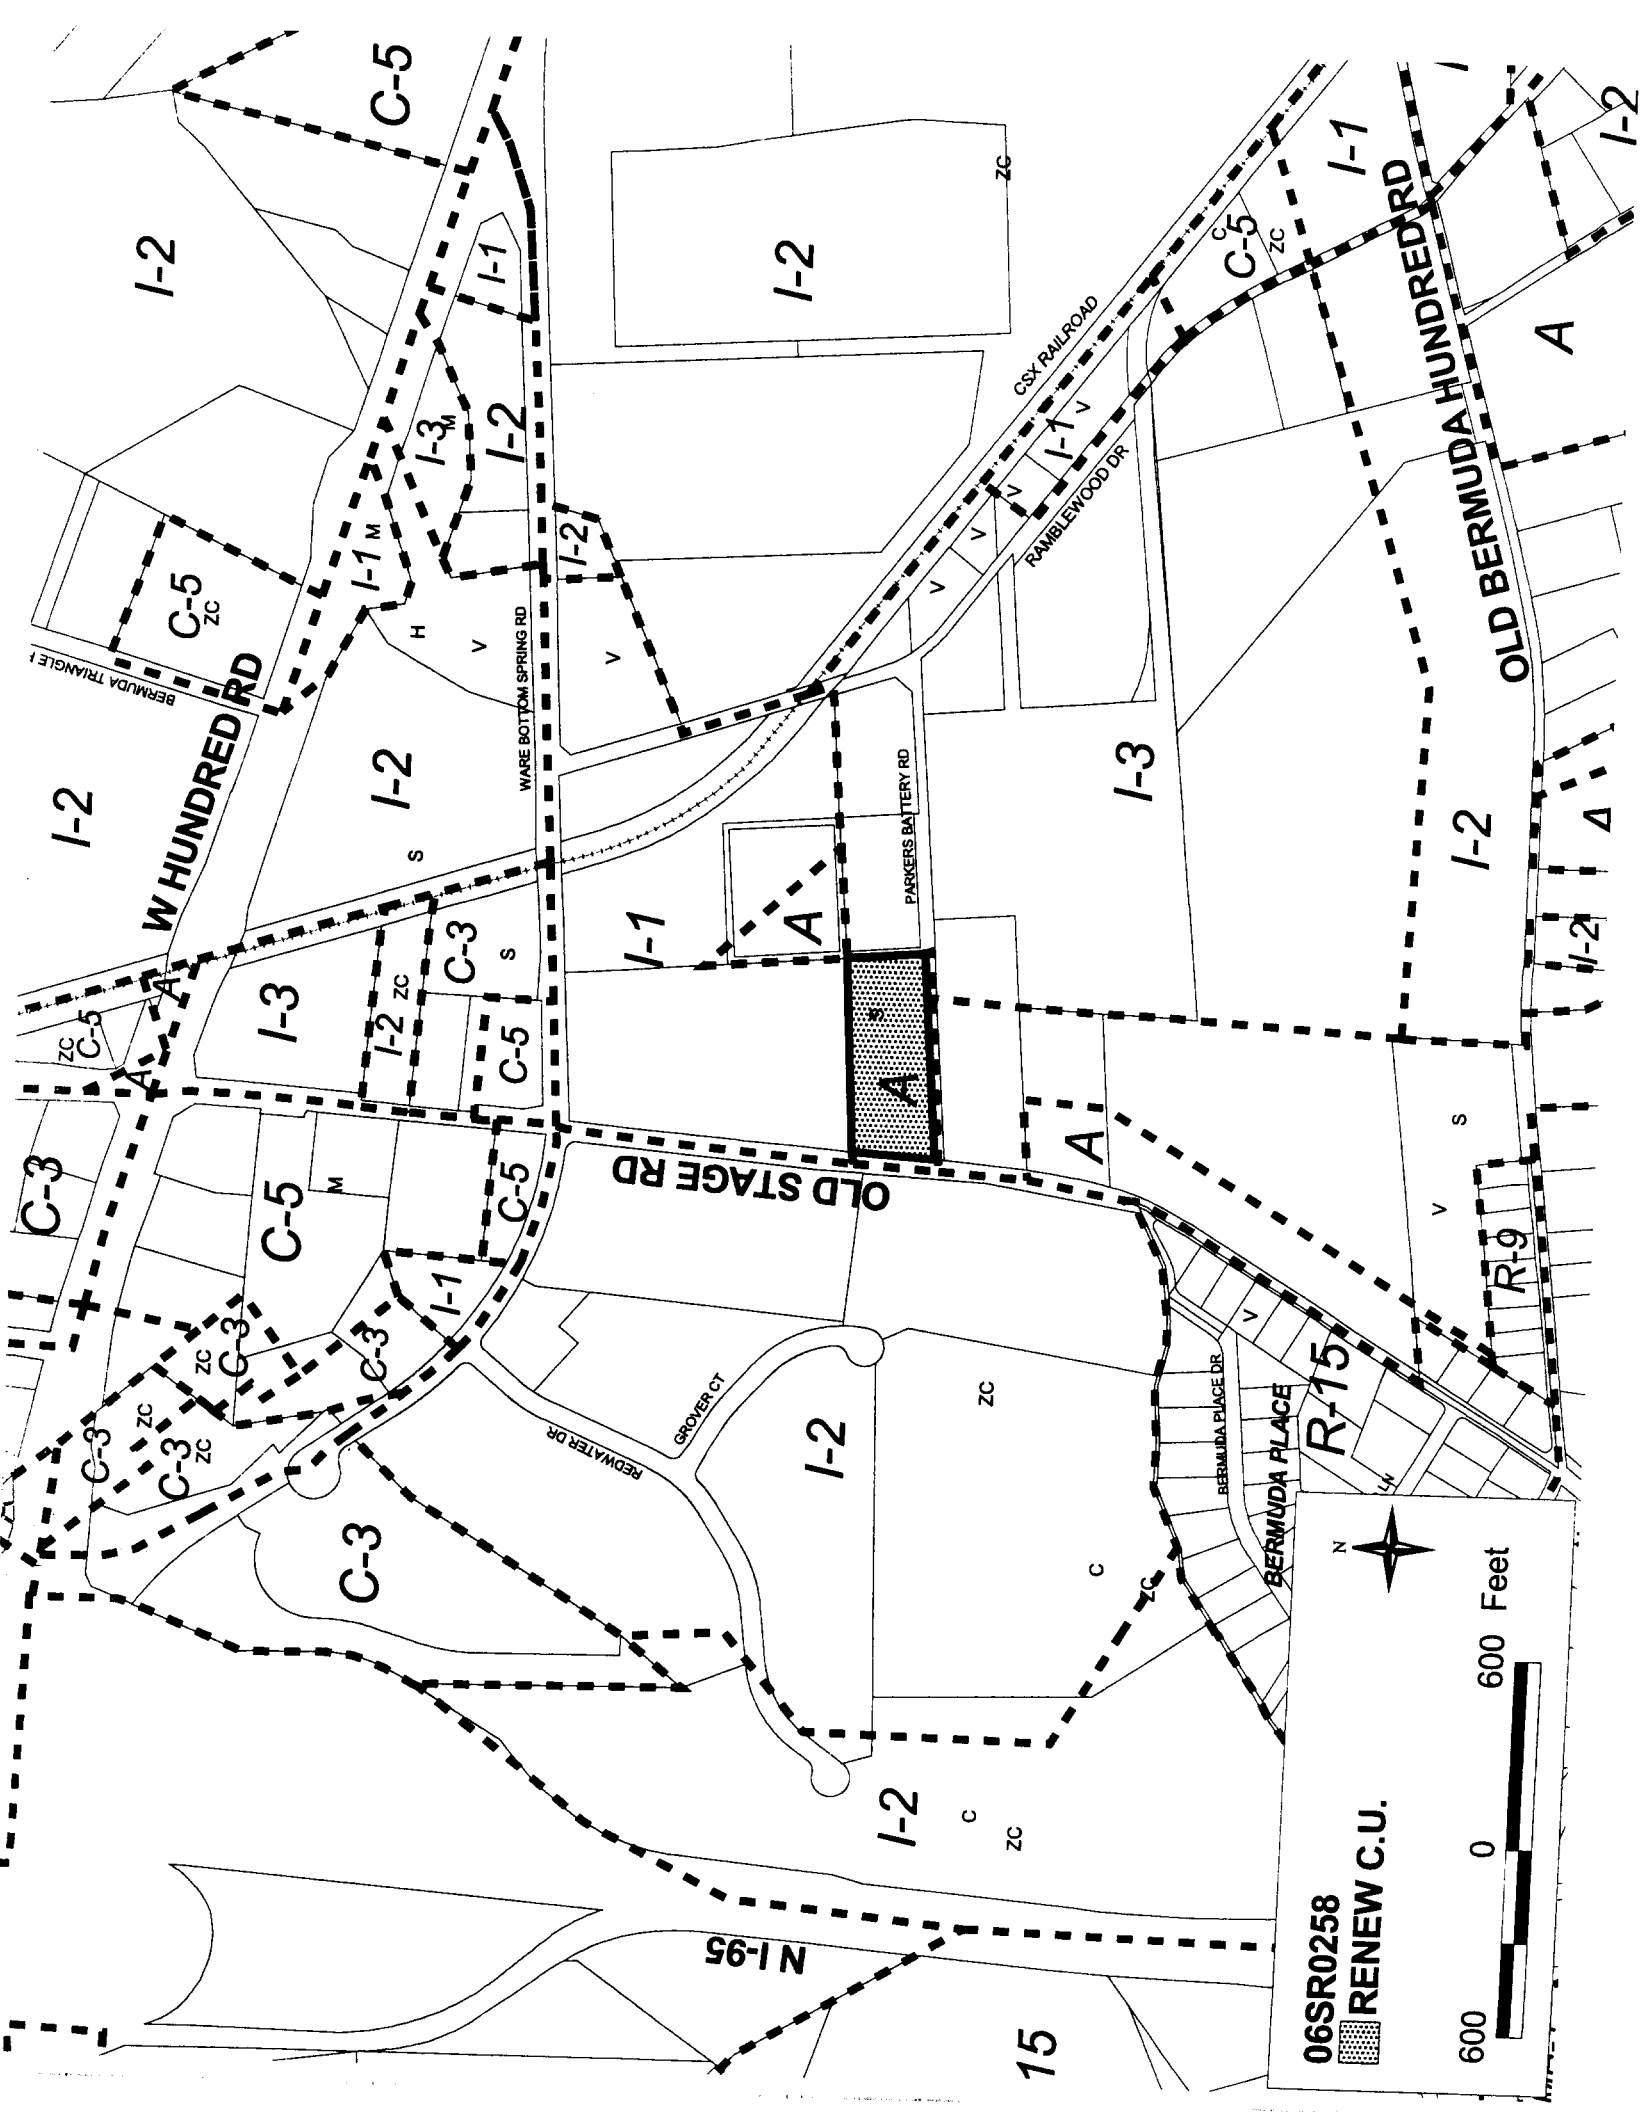 C-5
I-2
I-1
I-2
C-5
ZC
I-3
M
I-2
I-1
M
ZC
I-2
CSX RAILROAD
C
C-5
ZC
I-1
I-2
OLD BERMUDA HUNDRED RD
A
V
I-1
V
V
V
RAMBLEWOOD DR
BERMUDA TRIANGLE
W HUNDRED RD
H
V
WARE BOTTOM SPRING RD
V
I-2
I-2
S
I-3
I-2
I-2
A
C-5
ZC
A
I-3
I-2
ZC
C-3
S
C-5
I-1
A
PARKERS BATTERY RD
S
A
A
C-3
C-5
M
C-5
I-1
OLD STAGE RD
A
S
V
R-9
C-3
ZC
C-3
C-3
ZC
C-3
ZC
C-3
REDWATER DR
GROVER CT
I-2
ZC
BERMUDA PLACE DR
V
R-15
BERMUDA PLACE
LN
C
ZC
I-2
C
ZC
N I-95
15
N
06SR0258
RENEW C.U.
600 0 600 Feet